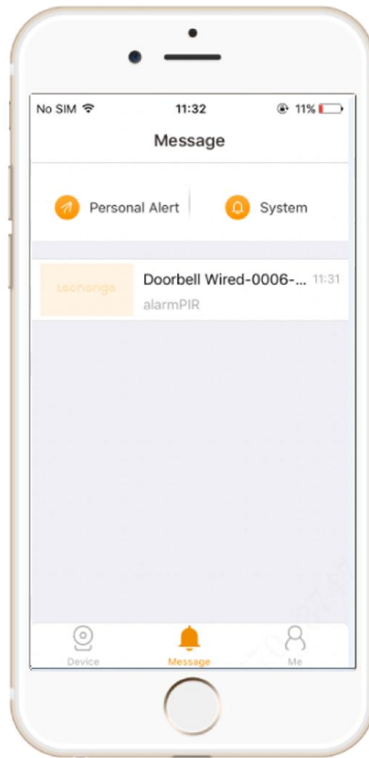 No SIM 11:32 11%
Message
Personal Alert System
Doorbell Wired-0006-... 11:31
alarmPIR
Device Message Me